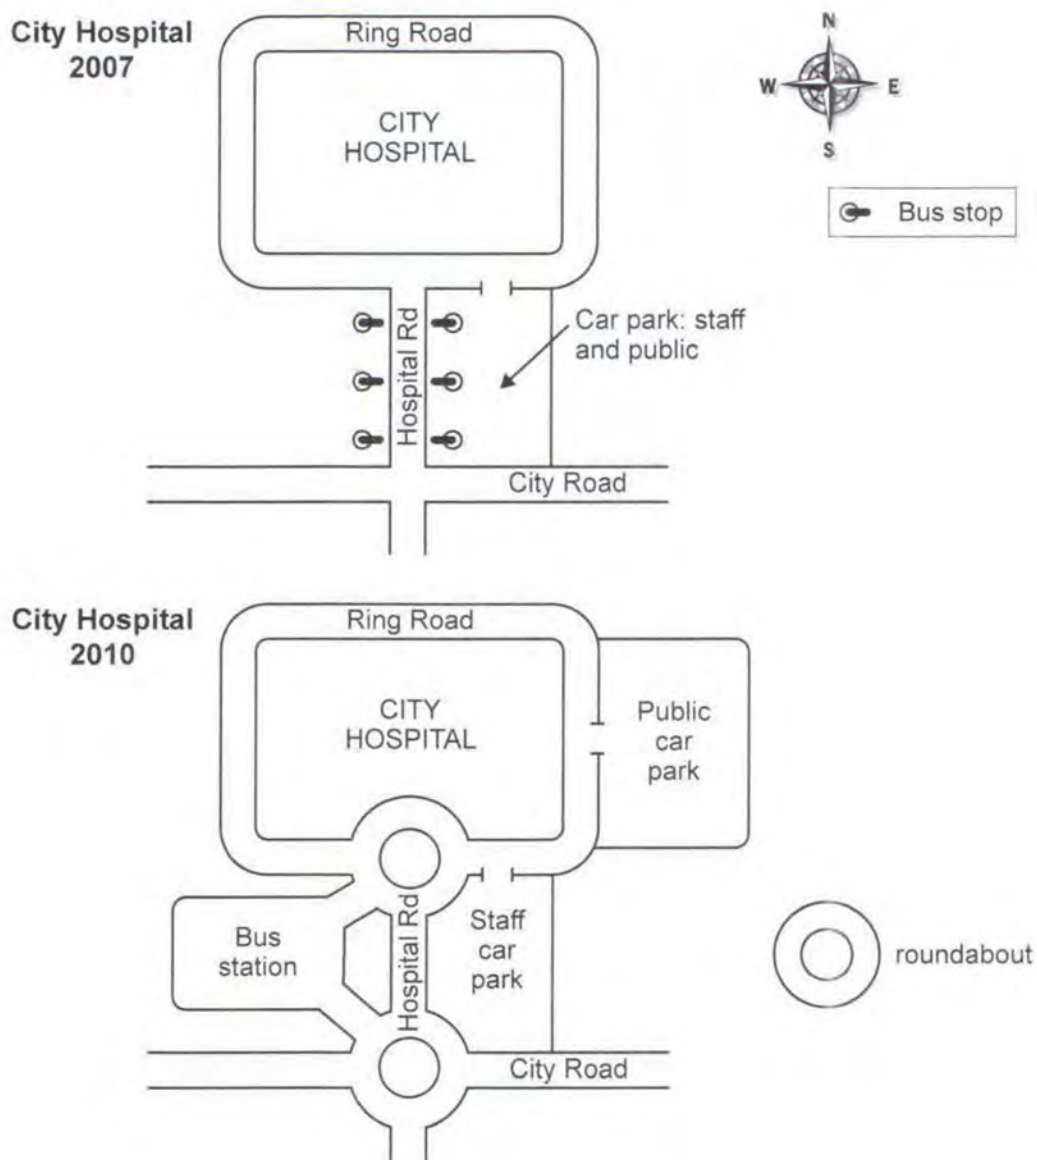 City Hospital
2007
Ring Road
CITY
HOSPITAL
N
W
E
S
Bus stop
Hospital Rd
Car park: staff
and public
City Road
City Hospital
2010
Ring Road
CITY
HOSPITAL
Public
car
park
Bus
station
Hospital Rd
Staff
car
park
roundabout
City Road